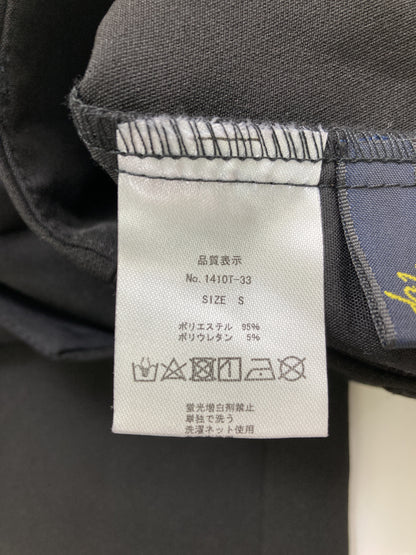 品質表示
No. 1410T-33
SIZE S
ポリエステル 95%
ポリウレタン 5%
蛍光増白剤禁止
単独で洗う
洗濯ネット使用